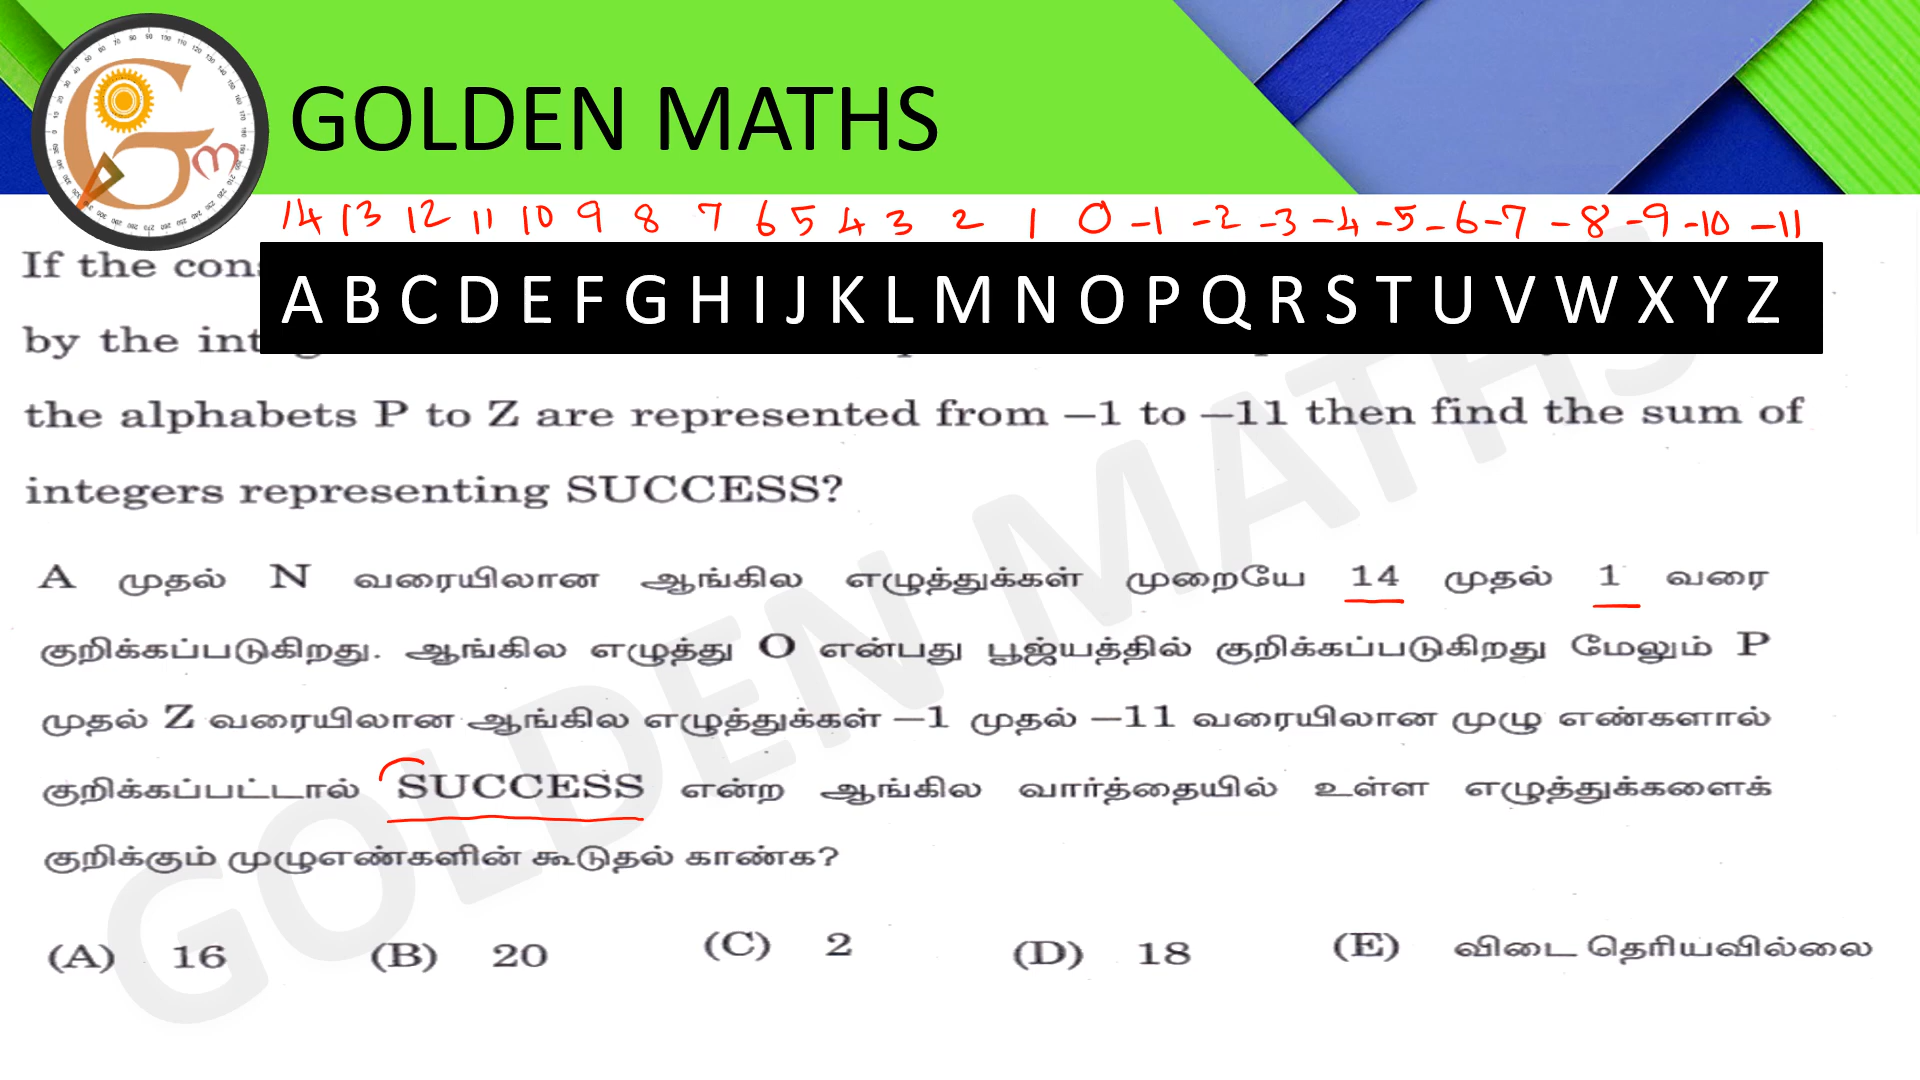 GOLDEN MATHS
14 13 12 11 10 9 8 7 6 5 4 3 2 1 0 -1 -2 -3 -4 -5 -6 -7 -8 -9 -10 -11
A B C D E F G H I J K L M N O P Q R S T U V W X Y Z
If the
by the
the alphabets P to Z are represented from –1 to –11 then find the sum of
integers representing SUCCESS?
A முதல் N வரையிலான ஆங்கில எழுத்துக்கள் முறையே 14 முதல் 1 வரை
குறிக்கப்படுகிறது. ஆங்கில எழுத்து O என்பது பூஜ்யத்தில் குறிக்கப்படுகிறது மேலும் P
முதல் Z வரையிலான ஆங்கில எழுத்துக்கள் –1 முதல் –11 வரையிலான முழு எண்களால்
குறிக்கப்பட்டால் SUCCESS என்ற ஆங்கில வார்த்தையில் உள்ள எழுத்துக்களைக்
குறிக்கும் முழுஎண்களின் கூடுதல் காண்க?
(A) 16 (B) 20 (C) 2 (D) 18 (E) விடை தெரியவில்லை
GOLDEN MATHS